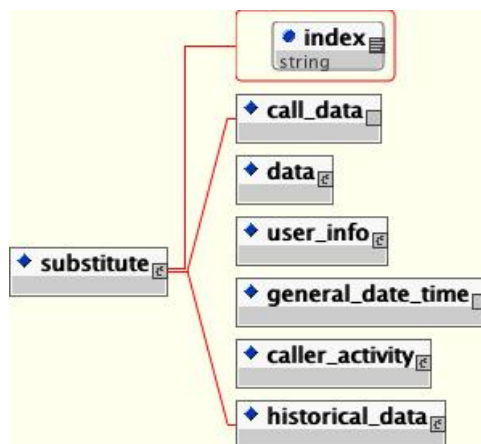 index
string
call_data
data
user_info
substitute
general_date_time
caller_activity
historical_data